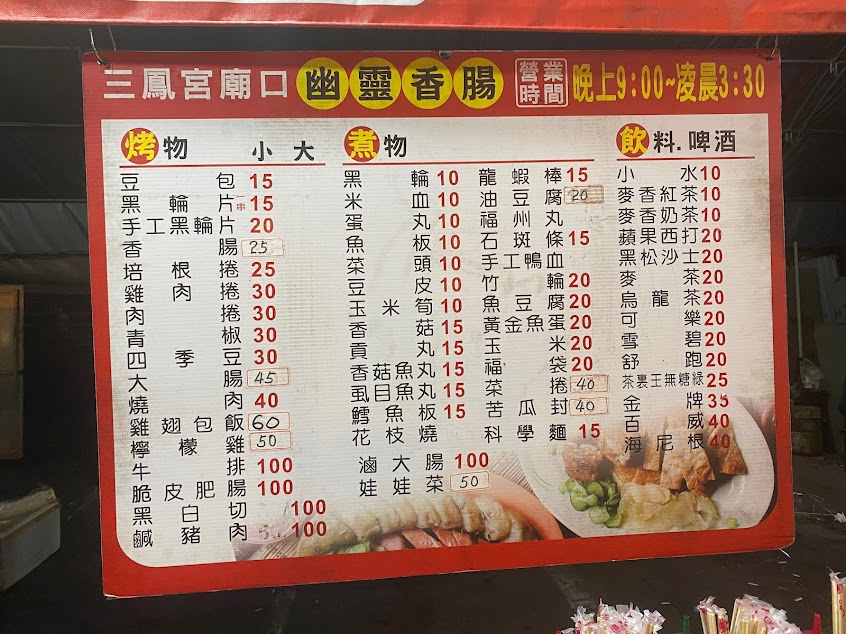 三鳳宮廟口 幽靈香腸 營業時間 晚上9:00~凌晨3:30
烤物 小 大
豆包 15
黑輪片 一串 15
手工黑輪片 20
香腸 25
培根捲 25
雞肉捲 30
肉捲 30
青椒 30
四季豆 30
大腸 45
燒肉 40
雞翅包飯 60
檸檬雞 50
牛排 100
脆皮肥腸 100
黑白切 100
鹹豬肉 100
煮物
黑輪 10
米血 10
蛋丸 10
魚板 10
菜頭 10
豆皮 10
玉米筍 10
香菇 15
貢丸 15
香菇魚丸 15
虱目魚丸 15
鱈魚板 15
花枝燒
滷大腸 100
娃娃菜 50
龍蝦棒 15
油豆腐 20
福州丸
石斑條 15
手工鴨血
竹輪 20
魚豆腐 20
黃金魚蛋 20
玉米 20
福袋 20
菜捲 40
苦瓜封 40
科學麵 15
飲料.啤酒
小水 10
麥香紅茶 10
麥香奶茶 10
蘋果西打 20
黑松沙士 20
麥茶 20
烏龍茶 20
可樂 20
雪碧 20
舒跑 20
茶裏王無糖綠 25
金牌 35
百威 40
海尼根 40